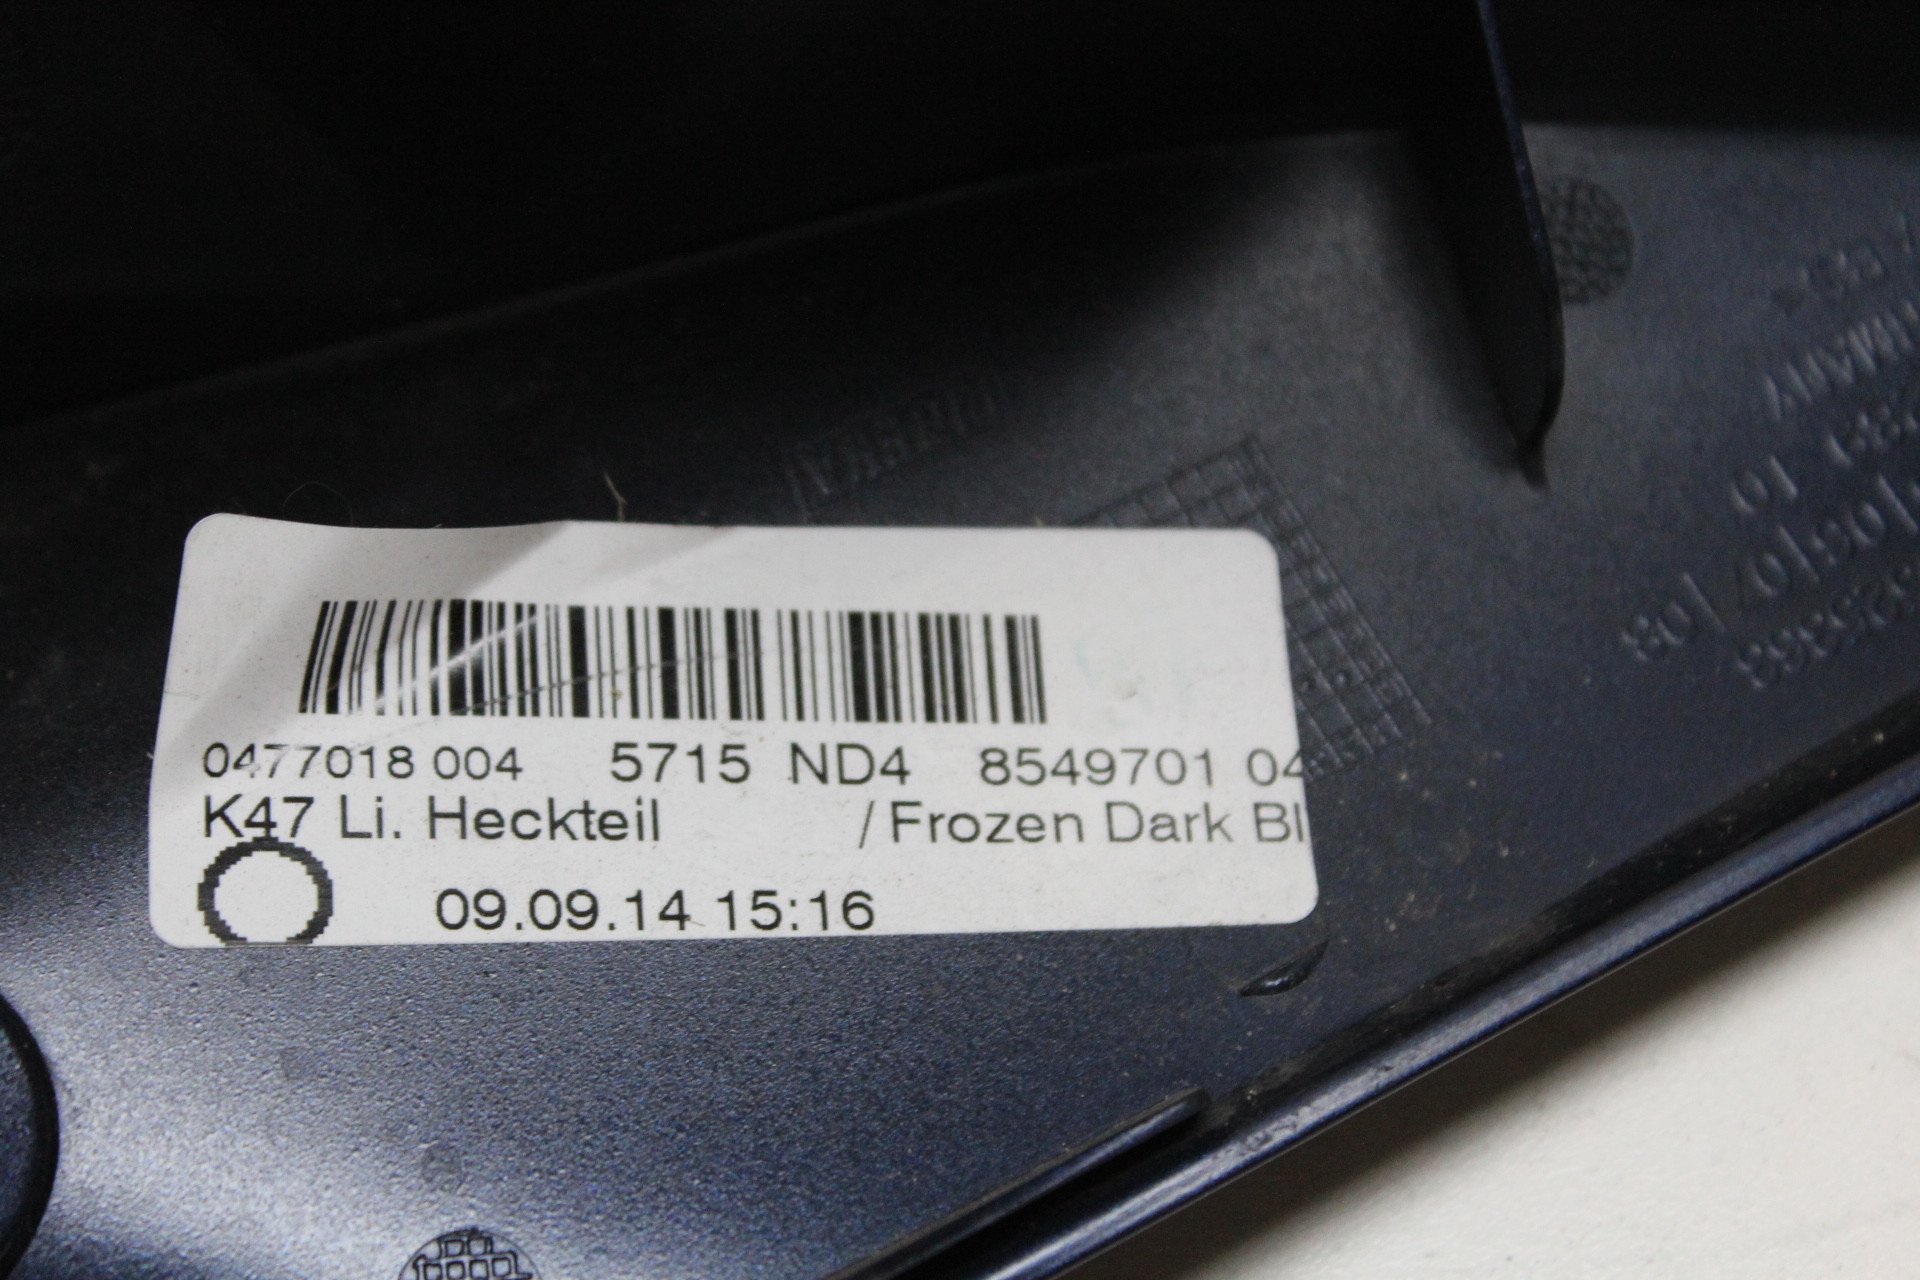 0477018 004 5715 ND4 8549701 04
K47 Li. Heckteil / Frozen Dark Bl
09.09.14 15:16